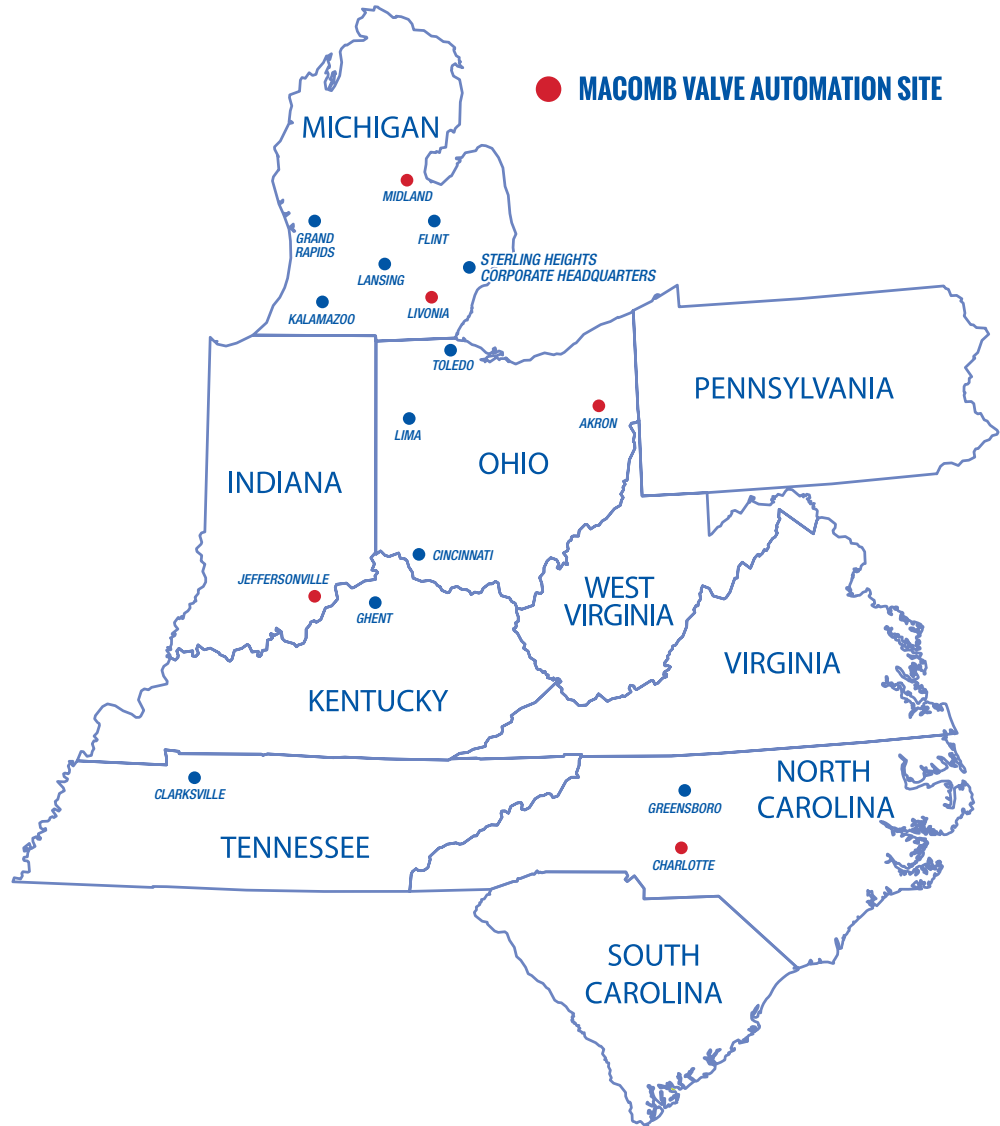 MACOMB VALVE AUTOMATION SITE
MICHIGAN
MIDLAND
GRAND
RAPIDS
FLINT
STERLING HEIGHTS
CORPORATE HEADQUARTERS
LANSING
LIVONIA
KALAMAZOO
TOLEDO
PENNSYLVANIA
AKRON
LIMA
OHIO
INDIANA
CINCINNATI
JEFFERSONVILLE
GHENT
WEST
VIRGINIA
VIRGINIA
KENTUCKY
CLARKSVILLE
NORTH
CAROLINA
GREENSBORO
TENNESSEE
CHARLOTTE
SOUTH
CAROLINA